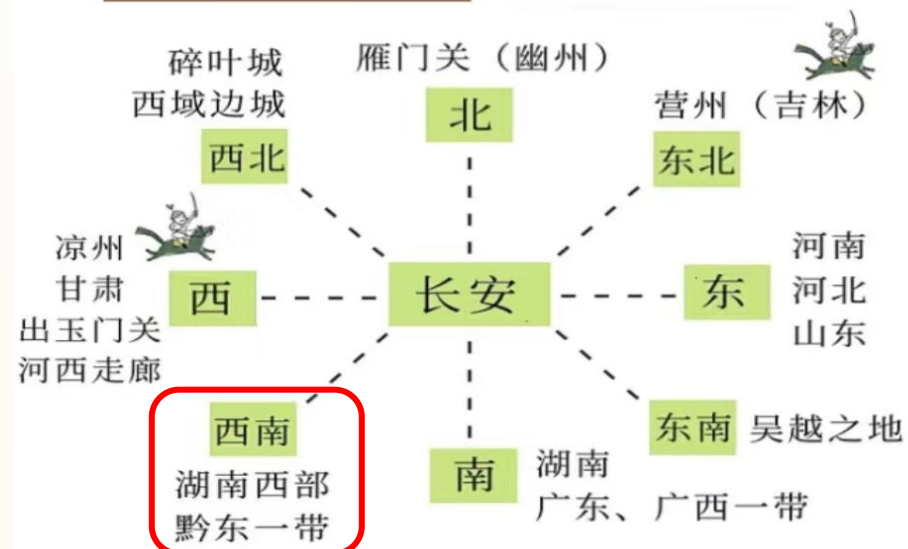 碎叶城
西域边城
西北
雁门关（幽州）
北
营州（吉林）
东北
凉州
甘肃
出玉门关
河西走廊
西
长安
东
河南
河北
山东
西南
湖南西部
黔东一带
南
湖南
广东、广西一带
东南
吴越之地